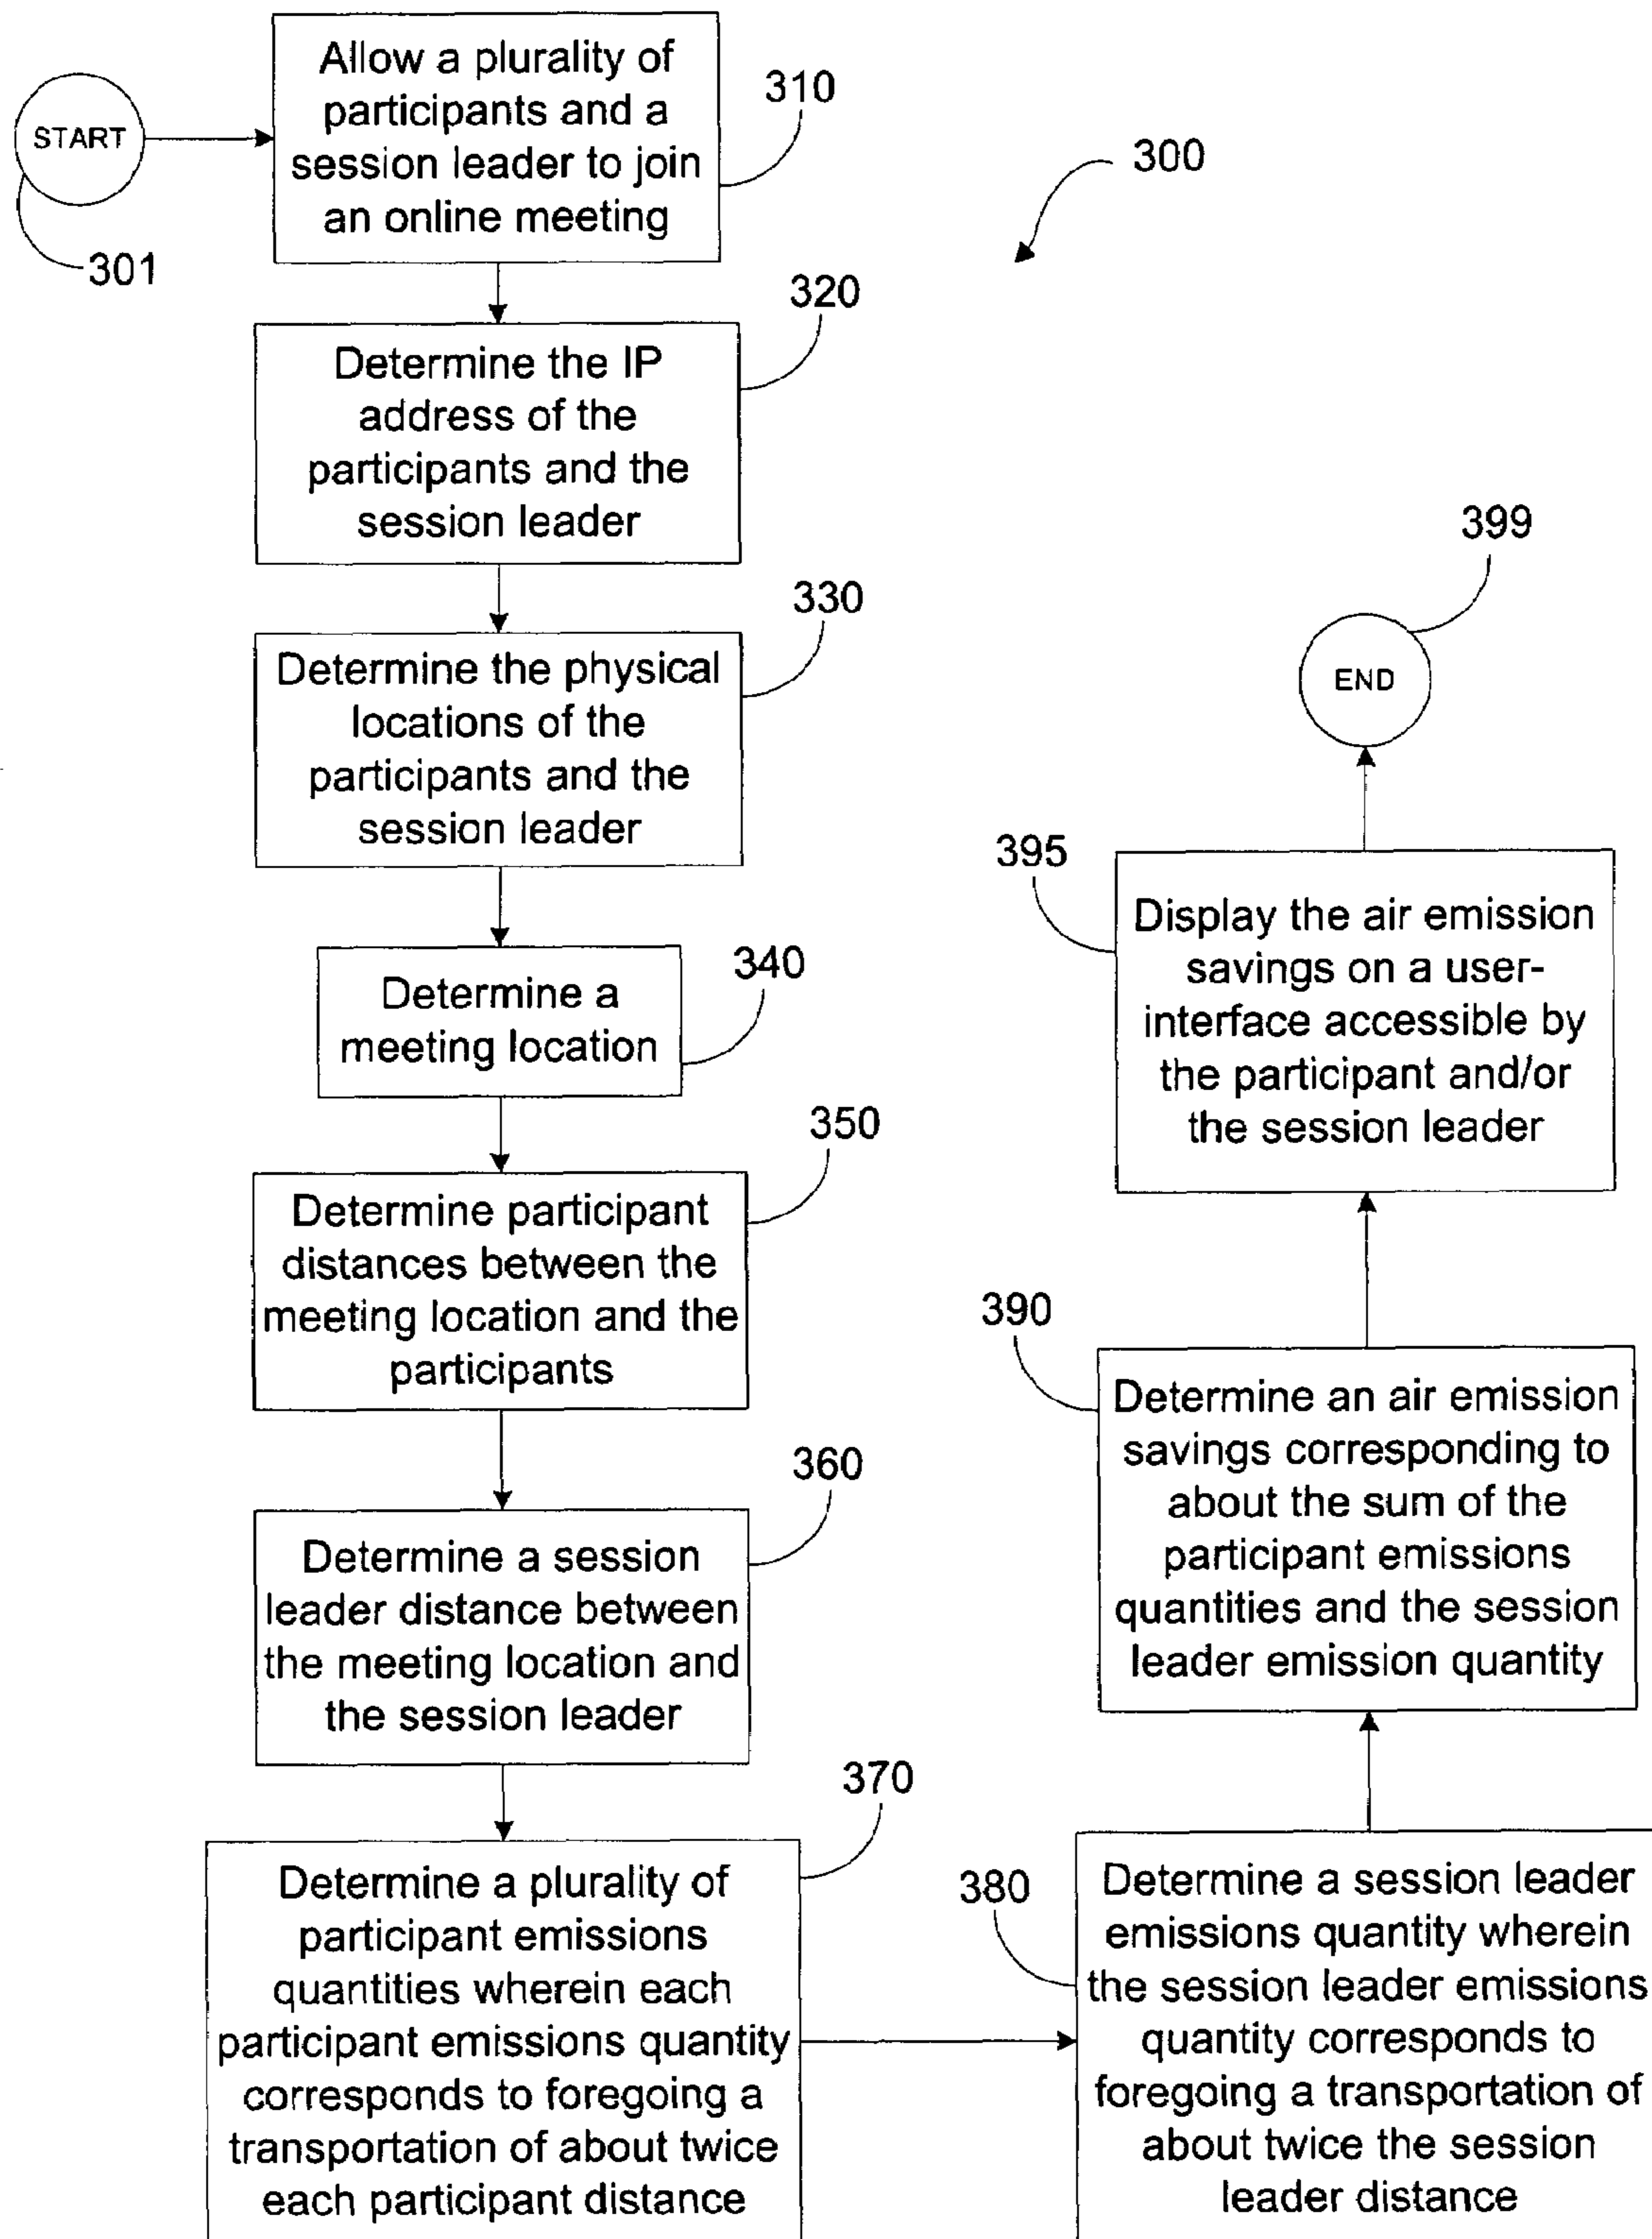 START
301
Allow a plurality of
participants and a
session leader to join
an online meeting
310
300
Determine the IP
address of the
participants and the
session leader
320
Determine the physical
locations of the
participants and the
session leader
330
Determine a
meeting location
340
Determine participant
distances between the
meeting location and the
participants
350
Determine a session
leader distance between
the meeting location and
the session leader
360
Determine a plurality of
participant emissions
quantities wherein each
participant emissions quantity
corresponds to foregoing a
transportation of about twice
each participant distance
370
Determine a session leader
emissions quantity wherein
the session leader emissions
quantity corresponds to
foregoing a transportation of
about twice the session
leader distance
380
Determine an air emission
savings corresponding to
about the sum of the
participant emissions
quantities and the session
leader emission quantity
390
Display the air emission
savings on a user-
interface accessible by
the participant and/or
the session leader
395
END
399